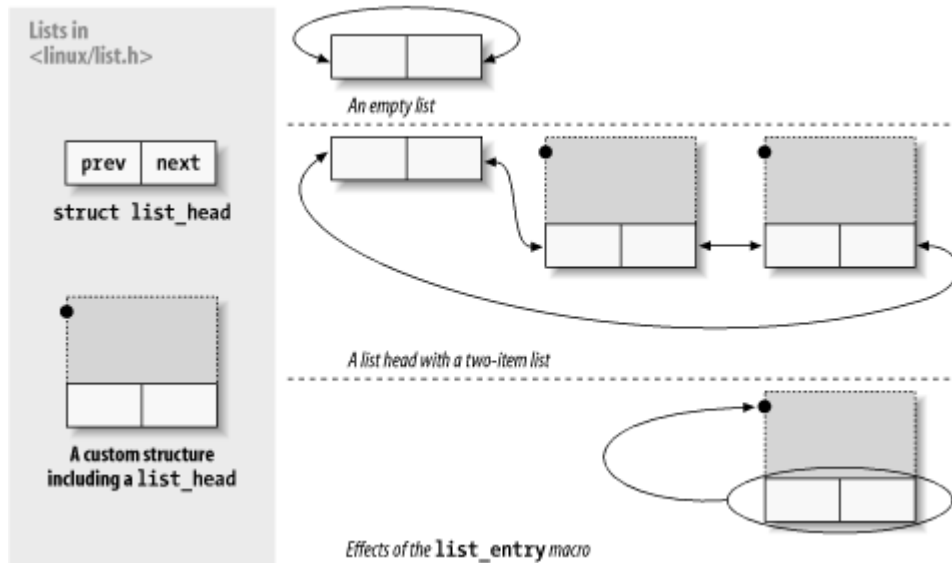 Lists in
<linux/list.h>
prev next
struct list_head
A custom structure
including a list_head
An empty list
A list head with a two-item list
Effects of the list_entry macro